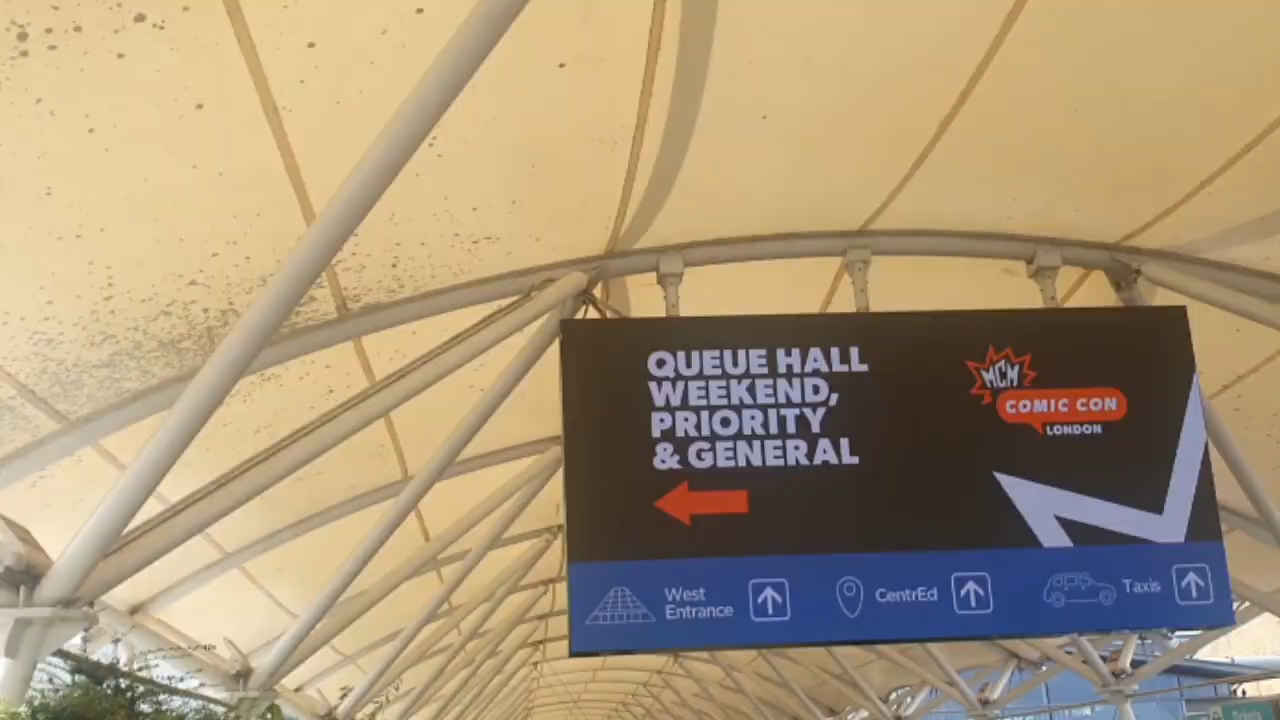 QUEUE HALL
WEEKEND,
PRIORITY
& GENERAL
MCM
COMIC CON
LONDON
West
Entrance
CentrEd
Taxis